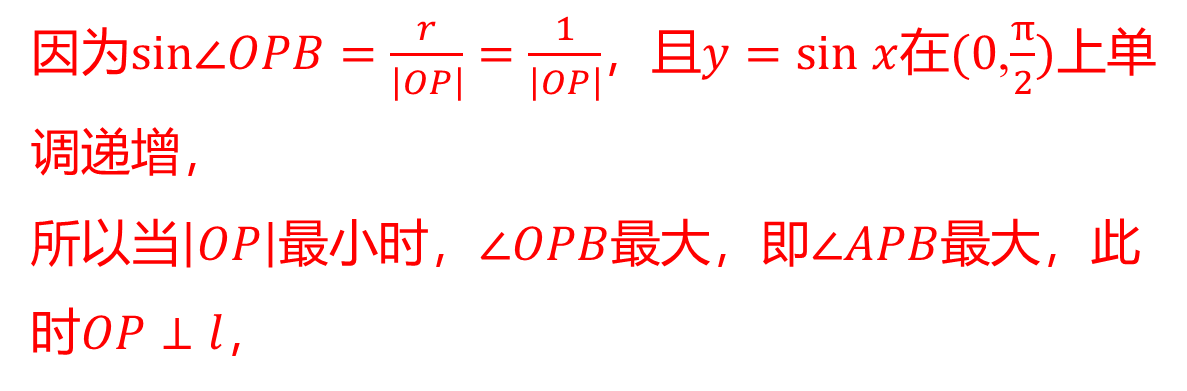 因为sin∠OPB = r/|OP| = 1/|OP|，且y = sin x在(0,π/2)上单
调递增，
所以当|OP|最小时，∠OPB最大，即∠APB最大，此
时OP ⊥ l，